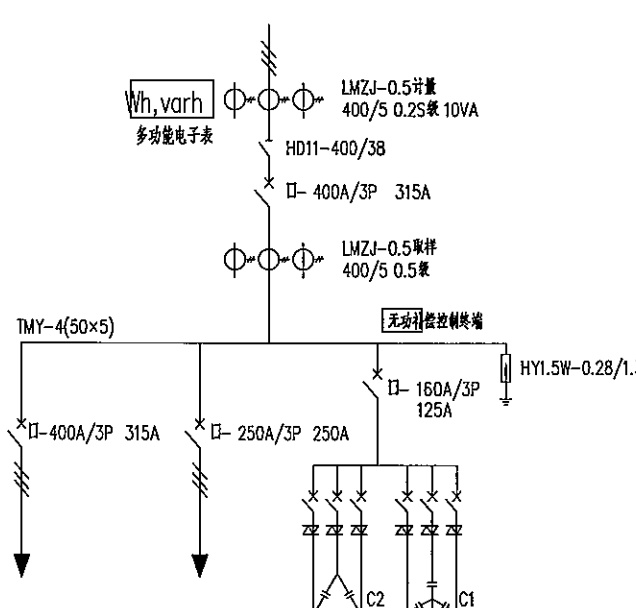 Wh,varh
多功能电子表
LMZJ-0.5计量
400/5 0.2S级 10VA
HD11-400/38
- 400A/3P 315A
LMZJ-0.5取样
400/5 0.5级
TMY-4(50×5)
无功补偿控制终端
HY1.5W-0.28/1.
- 160A/3P
125A
-400A/3P 315A
- 250A/3P 250A
C2
C1